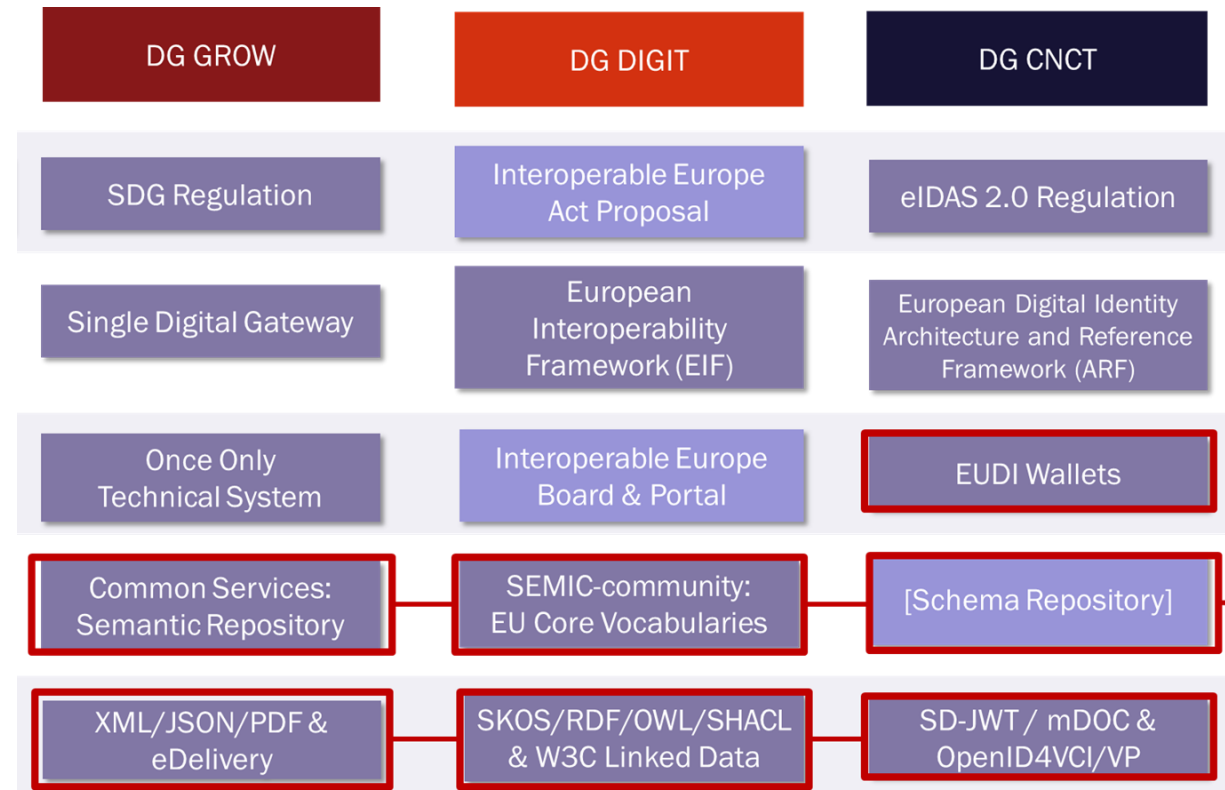 DG GROW
DG DIGIT
DG CNCT
SDG Regulation
Interoperable Europe
Act Proposal
eIDAS 2.0 Regulation
Single Digital Gateway
European
Interoperability
Framework (EIF)
European Digital Identity
Architecture and Reference
Framework (ARF)
Once Only
Technical System
Interoperable Europe
Board & Portal
EUDI Wallets
Common Services:
Semantic Repository
SEMIC-community:
EU Core Vocabularies
[Schema Repository]
XML/JSON/PDF &
eDelivery
SKOS/RDF/OWL/SHACL
& W3C Linked Data
SD-JWT / mDOC &
OpenID4VCI/VP